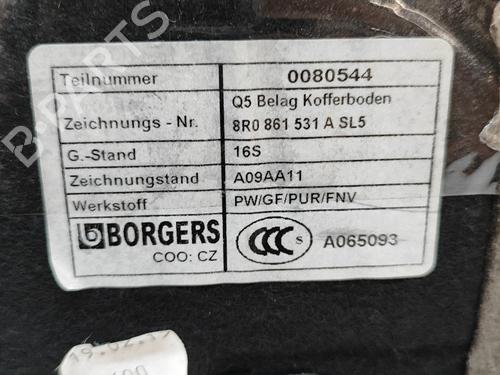 B-PARTS
Teilnummer 0080544
Q5 Belag Kofferboden
Zeichnungs - Nr. 8R0 861 531 A SL5
G.-Stand 16S
Zeichnungstand A09AA11
Werkstoff PW/GF/PUR/FNV
BORGERS CCC S A065093
COO: CZ